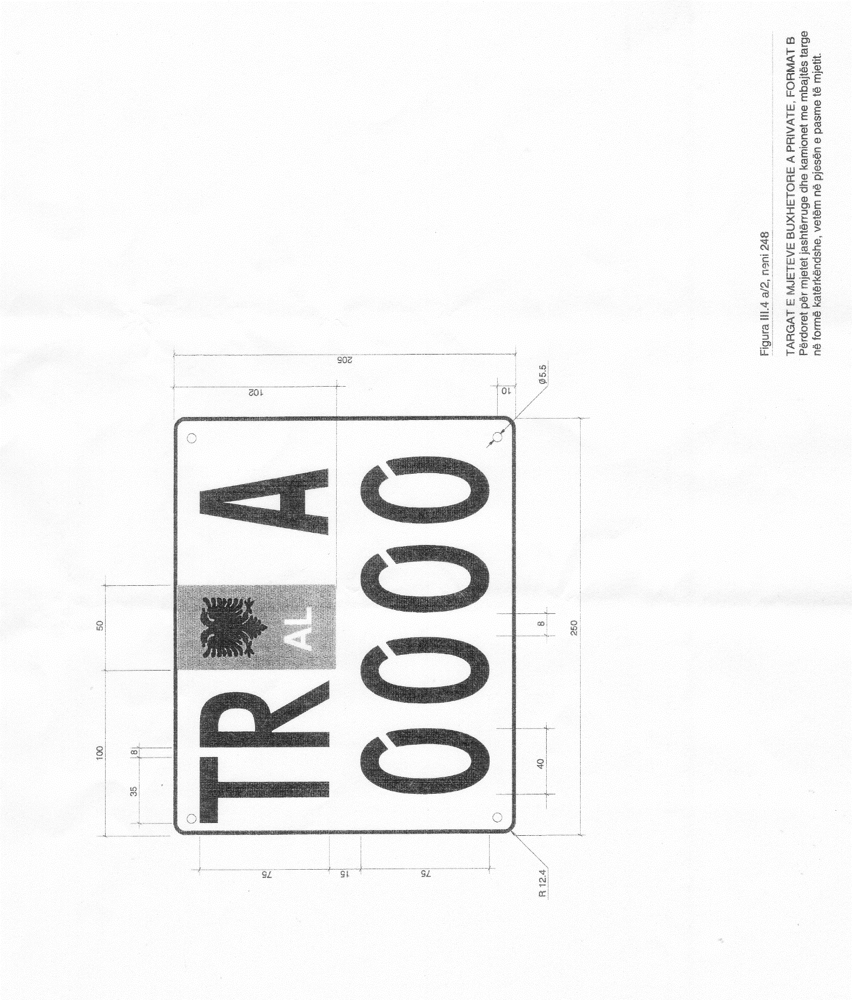 Figura III.4 a/2, neni 248
TARGAT E MJETEVE BUXHETORE A PRIVATE, FORMAT B
Përdoret për mjetet jashtërruge dhe kamionet me mbajtës targe
në formë katërkëndshe, vetëm në pjesën e pasme të mjetit.
100
50
35
8
TR
AL
A
0000
75
15
75
102
205
10
Ø5.5
40
8
250
R 12.4